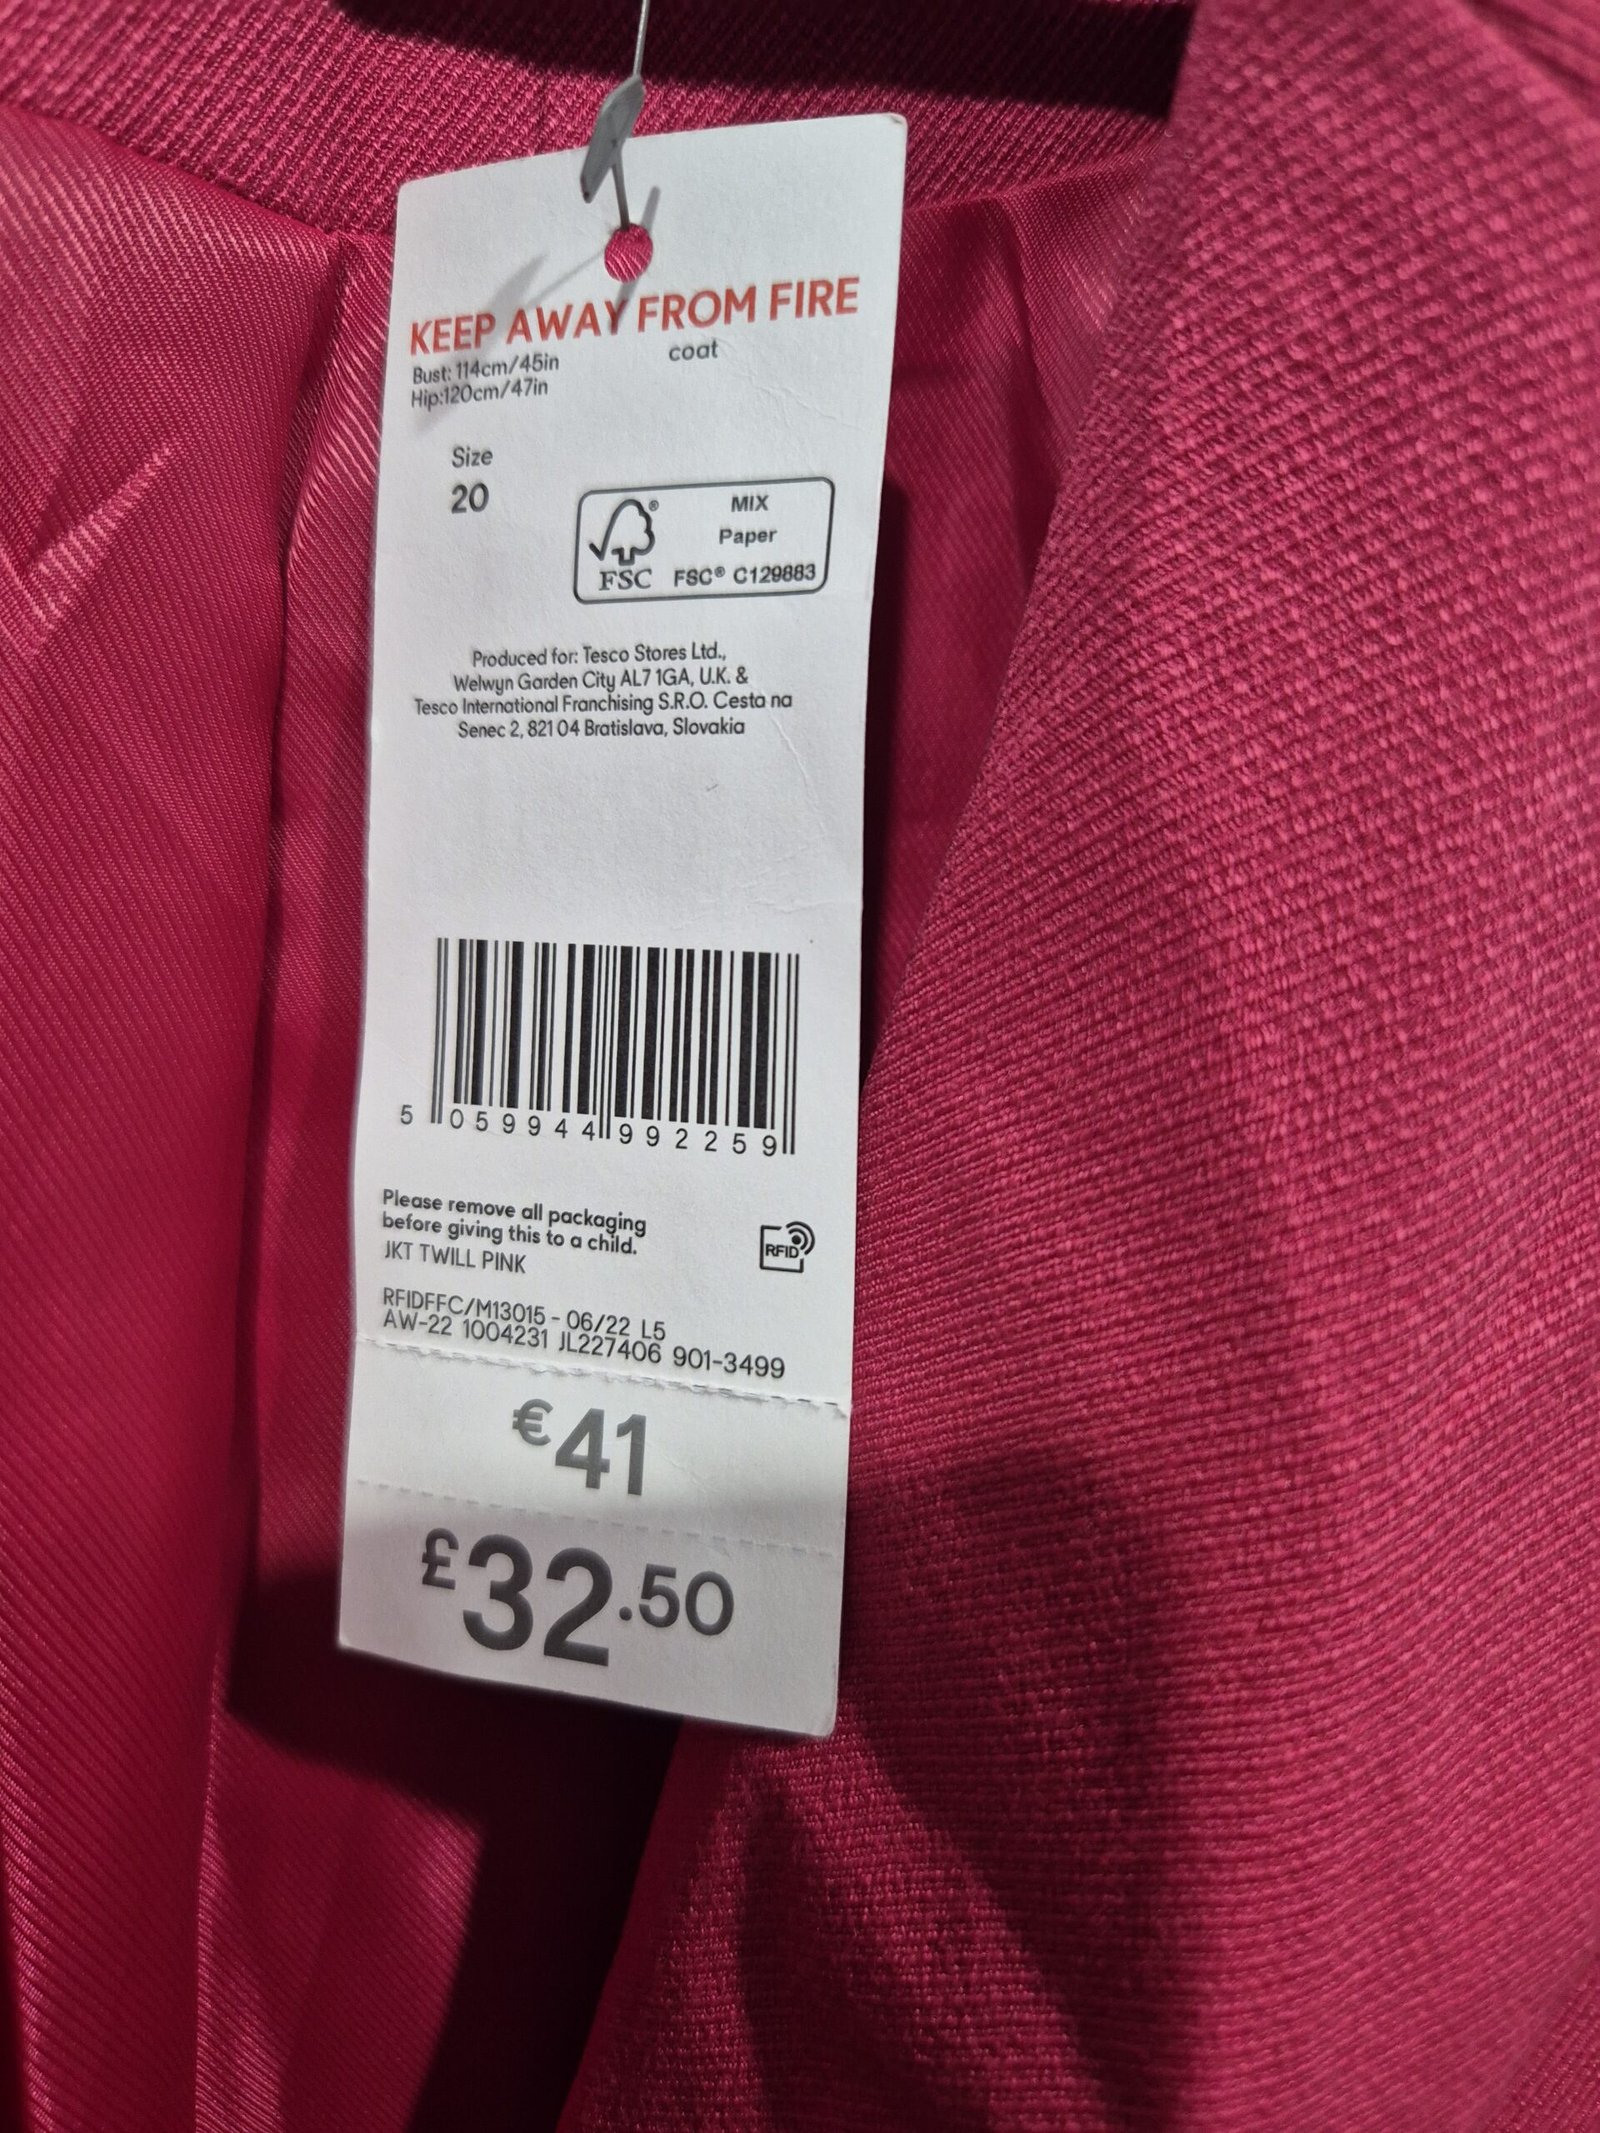 KEEP AWAY FROM FIRE
coat
Bust: 114cm/45in
Hip:120cm/47in
Size
20
MIX
Paper
FSC® C129883
FSC
Produced for: Tesco Stores Ltd.,
Welwyn Garden City AL7 1GA, U.K. &
Tesco International Franchising S.R.O. Cesta na
Senec 2, 821 04 Bratislava, Slovakia
5 059944 992259
Please remove all packaging
before giving this to a child.
JKT TWILL PINK
RFID
RFIDFFC/M13015 - 06/22 L5
AW-22 1004231 JL227406 901-3499
€41
£32.50